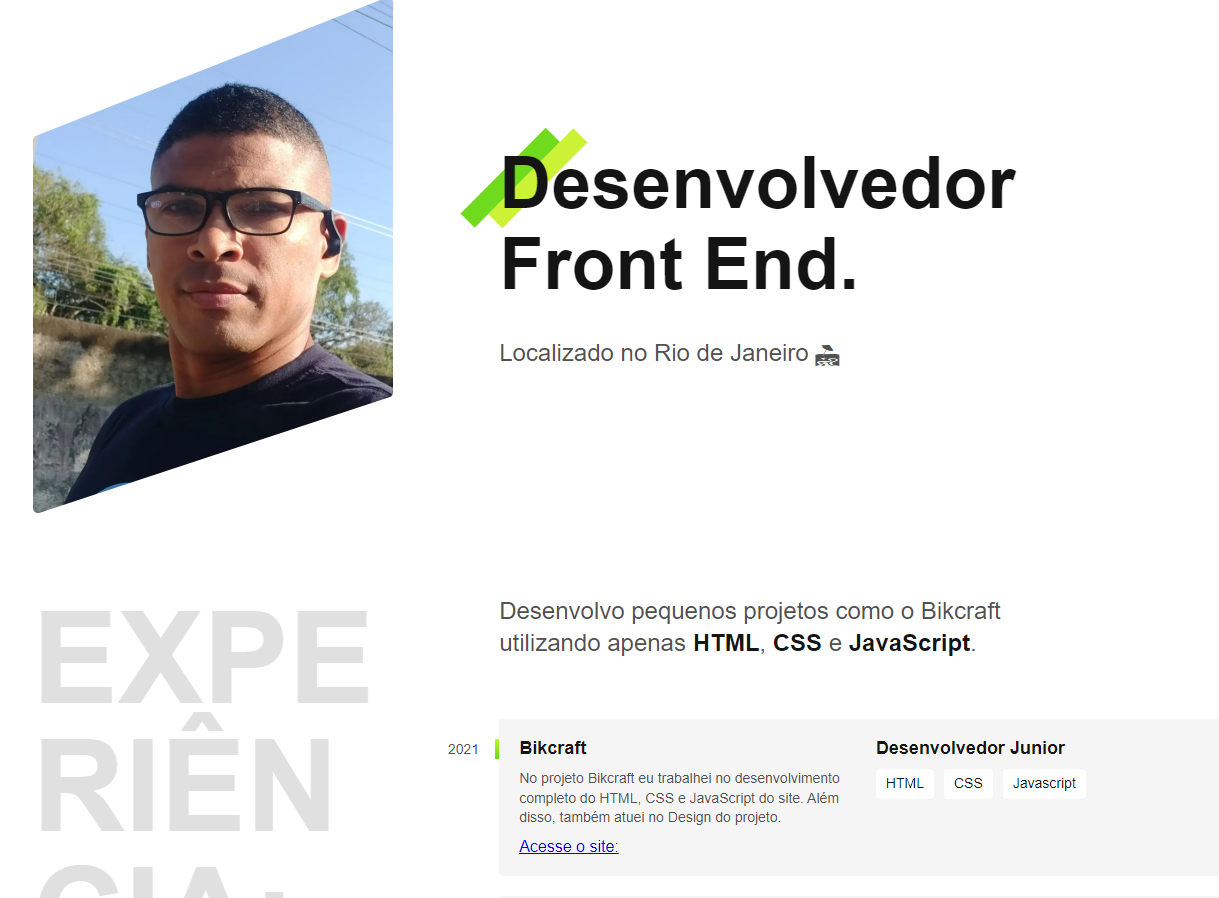 Desenvolvedor
Front End.
Localizado no Rio de Janeiro
EXPE
RIÊN
CIA+
Desenvolvo pequenos projetos como o Bikcraft
utilizando apenas HTML, CSS e JavaScript.
2021
Bikcraft
No projeto Bikcraft eu trabalhei no desenvolvimento
completo do HTML, CSS e JavaScript do site. Além
disso, também atuei no Design do projeto.
Acesse o site:
Desenvolvedor Junior
HTML CSS Javascript